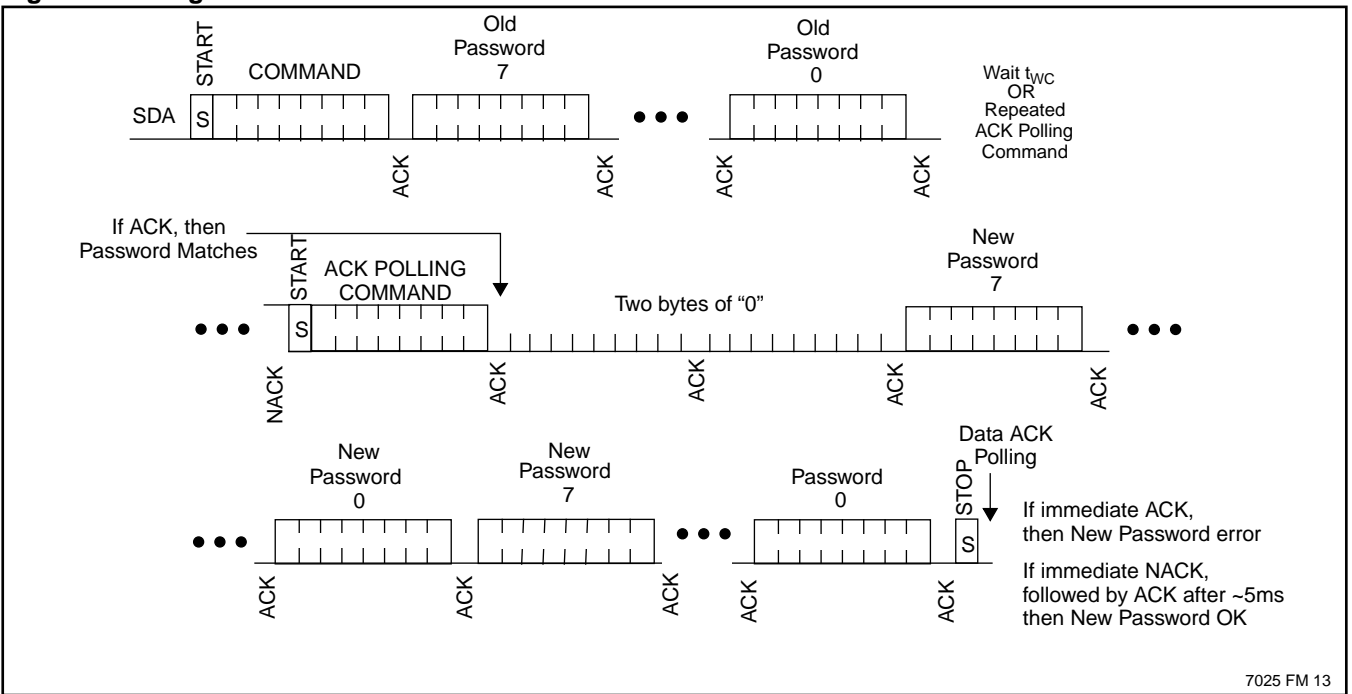 START
Old
Password
7
Old
Password
0
COMMAND
Wait tWC
OR
Repeated
ACK Polling
Command
SDA
S
ACK
ACK
ACK
ACK
If ACK, then
Password Matches
START
ACK POLLING
COMMAND
New
Password
7
Two bytes of “0”
S
NACK
ACK
ACK
ACK
ACK
New
Password
0
New
Password
7
Password
0
Data ACK
Polling
STOP
S
If immediate ACK,
then New Password error
If immediate NACK,
followed by ACK after ~5ms
then New Password OK
ACK
ACK
ACK
ACK
ACK
7025 FM 13